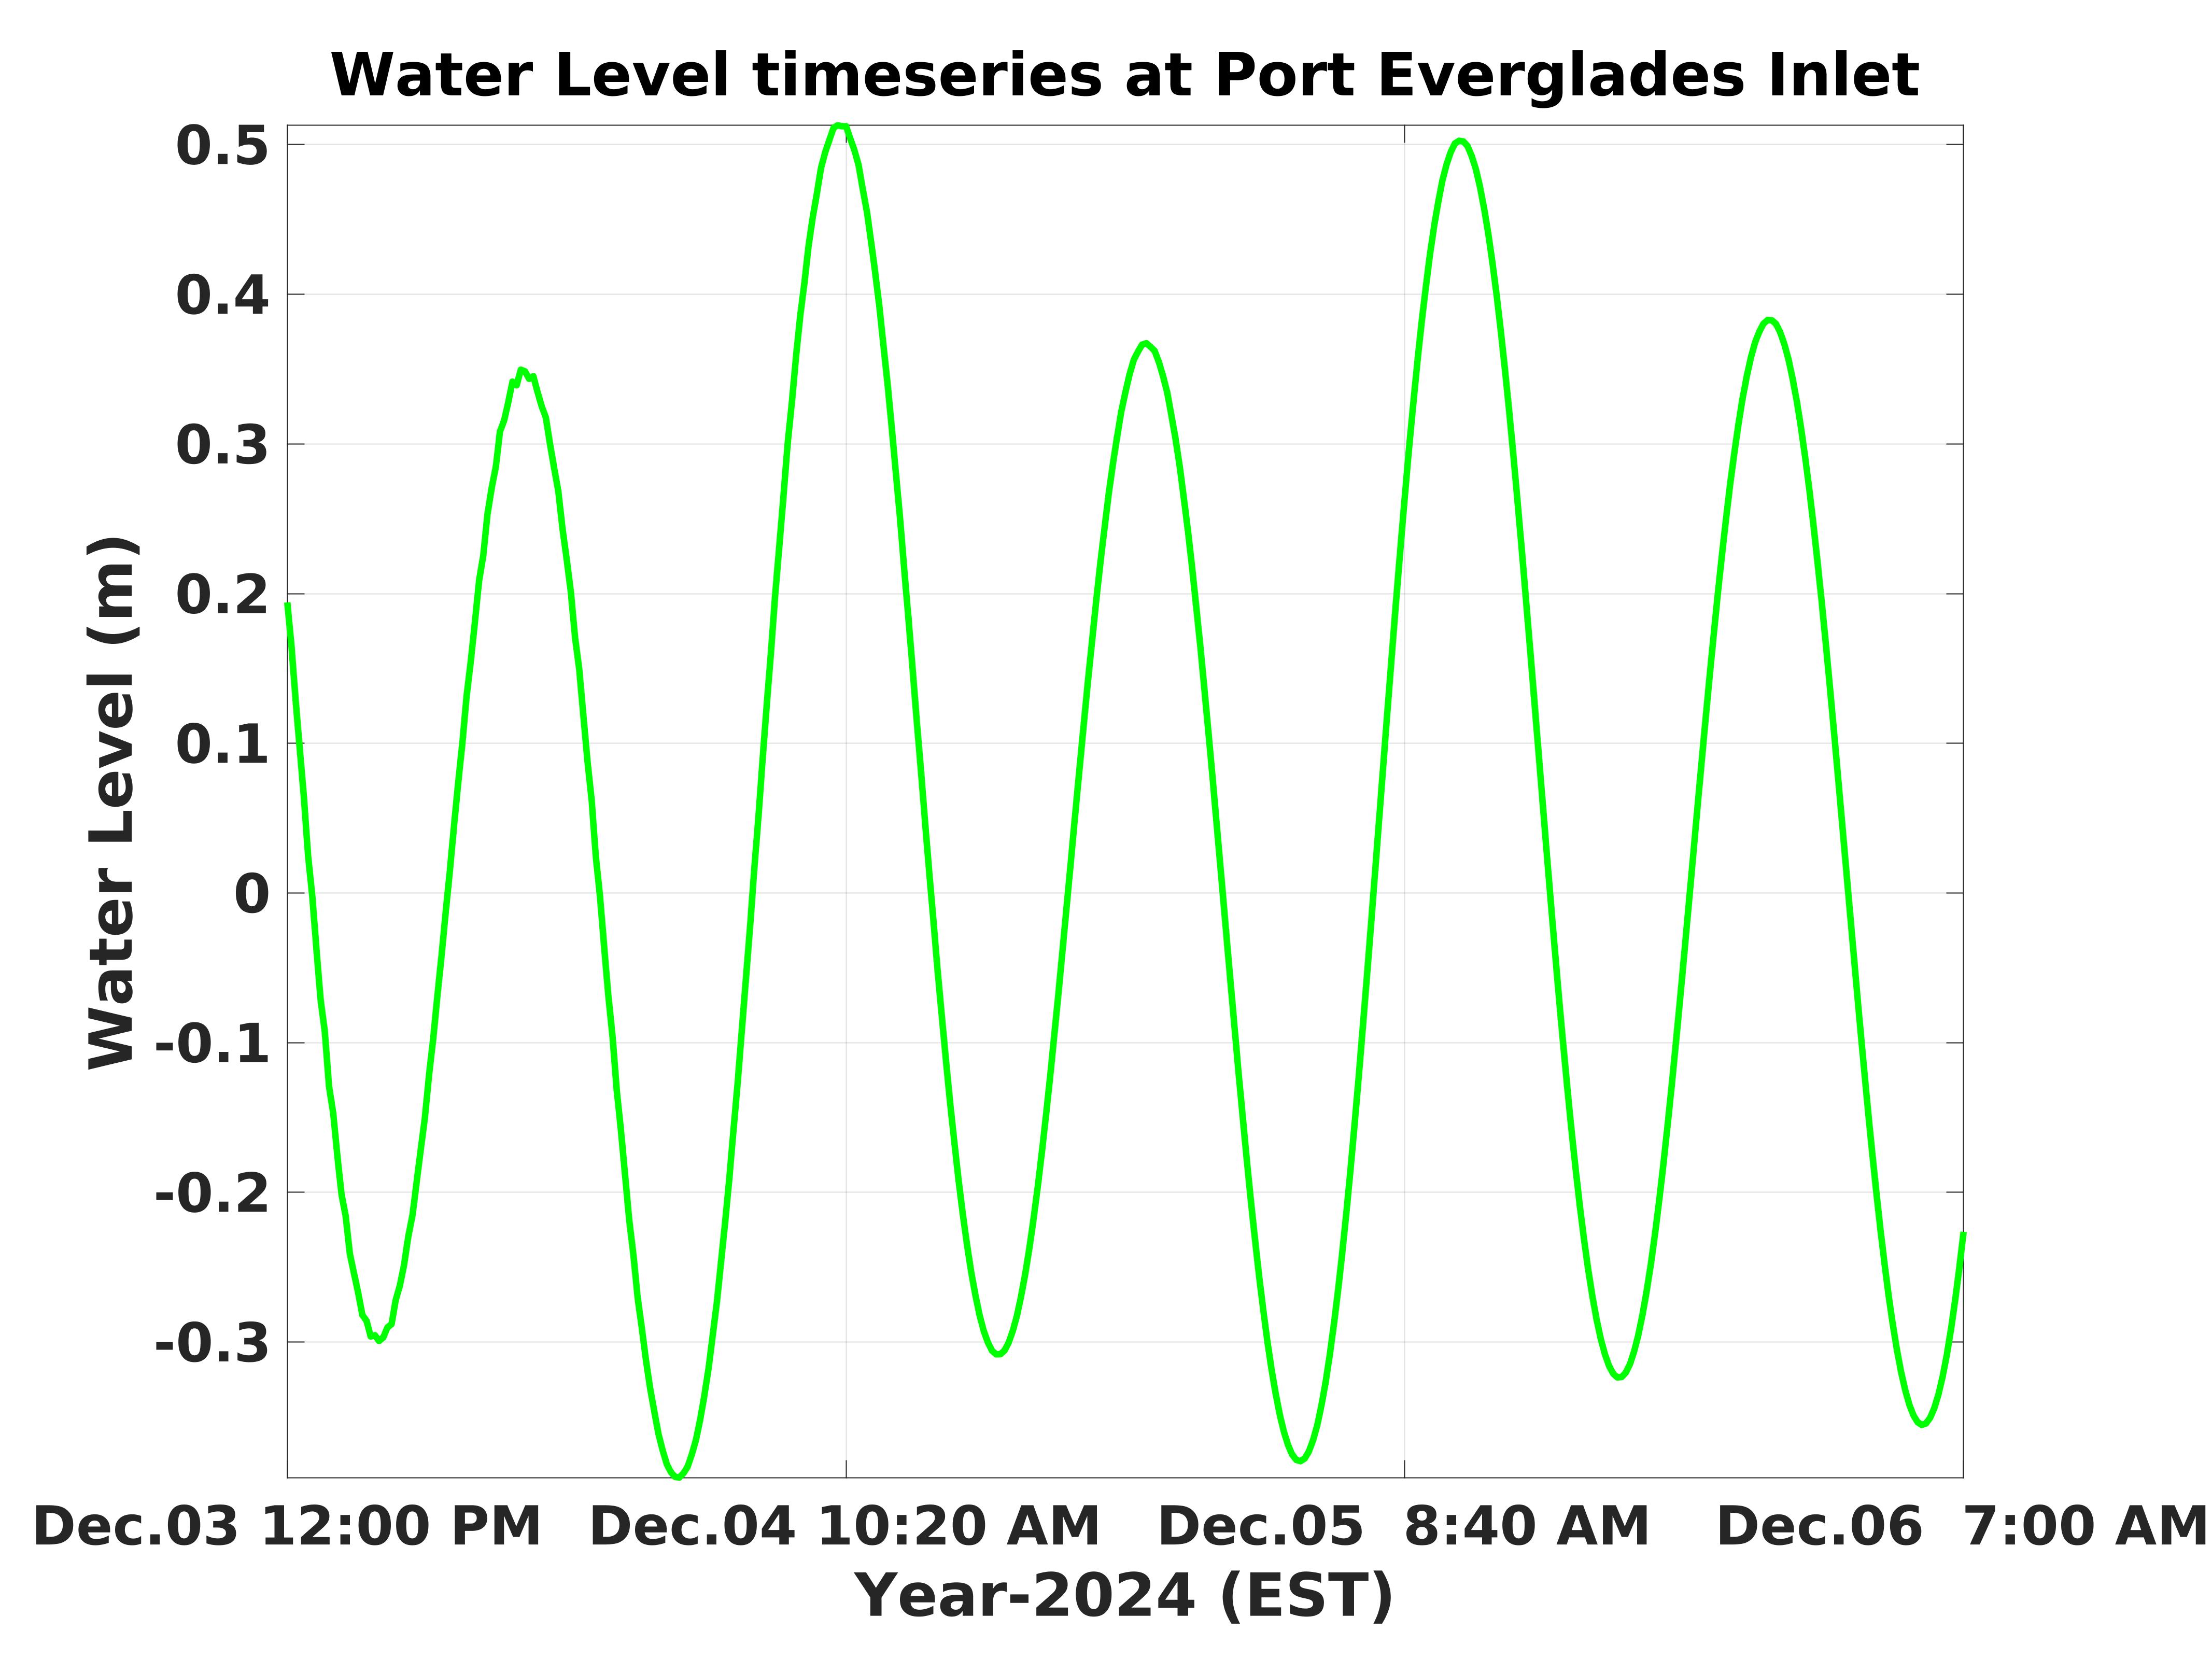 Water Level timeseries at Port Everglades Inlet
0.5
0.4
0.3
0.2
0.1
0
-0.1
-0.2
-0.3
Water Level (m)
Dec.03 12:00 PM Dec.04 10:20 AM Dec.05 8:40 AM Dec.06 7:00 AM
Year-2024 (EST)